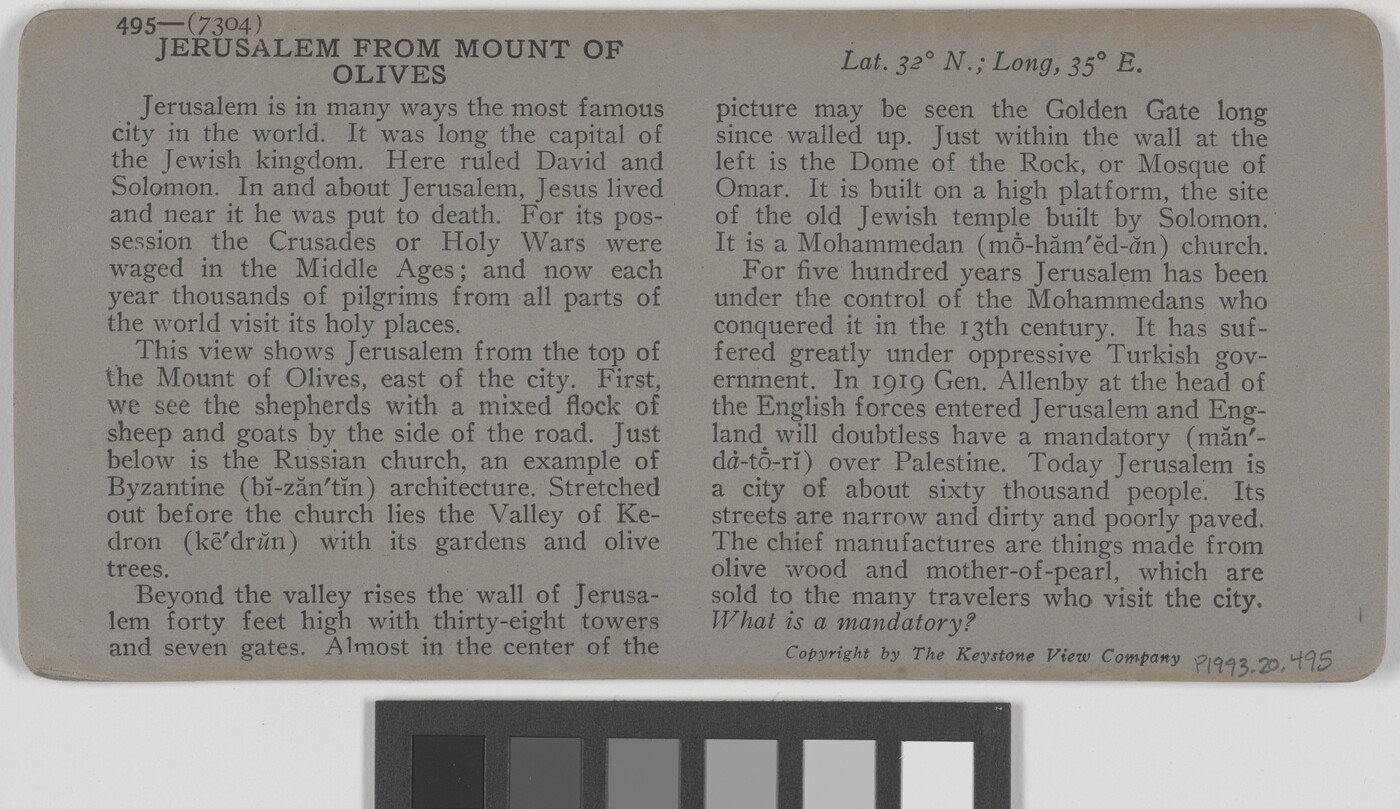 495—(7304)
JERUSALEM FROM MOUNT OF
OLIVES
Jerusalem is in many ways the most famous
city in the world. It was long the capital of
the Jewish kingdom. Here ruled David and
Solomon. In and about Jerusalem, Jesus lived
and near it he was put to death. For its pos-
session the Crusades or Holy Wars were
waged in the Middle Ages; and now each
year thousands of pilgrims from all parts of
the world visit its holy places.
This view shows Jerusalem from the top of
the Mount of Olives, east of the city. First,
we see the shepherds with a mixed flock of
sheep and goats by the side of the road. Just
below is the Russian church, an example of
Byzantine (bĭ-zăn′tĭn) architecture. Stretched
out before the church lies the Valley of Ke-
dron (kē′drŭn) with its gardens and olive
trees.
Beyond the valley rises the wall of Jerusa-
lem forty feet high with thirty-eight towers
and seven gates. Almost in the center of the
Lat. 32° N.; Long, 35° E.
picture may be seen the Golden Gate long
since walled up. Just within the wall at the
left is the Dome of the Rock, or Mosque of
Omar. It is built on a high platform, the site
of the old Jewish temple built by Solomon.
It is a Mohammedan (mō̇-hăm′ĕd-ăn) church.
For five hundred years Jerusalem has been
under the control of the Mohammedans who
conquered it in the 13th century. It has suf-
fered greatly under oppressive Turkish gov-
ernment. In 1919 Gen. Allenby at the head of
the English forces entered Jerusalem and Eng-
land will doubtless have a mandatory (măn′-
dȧ-tō̇-rĭ) over Palestine. Today Jerusalem is
a city of about sixty thousand people. Its
streets are narrow and dirty and poorly paved.
The chief manufactures are things made from
olive wood and mother-of-pearl, which are
sold to the many travelers who visit the city.
What is a mandatory?
Copyright by The Keystone View Company
P1993.20.495